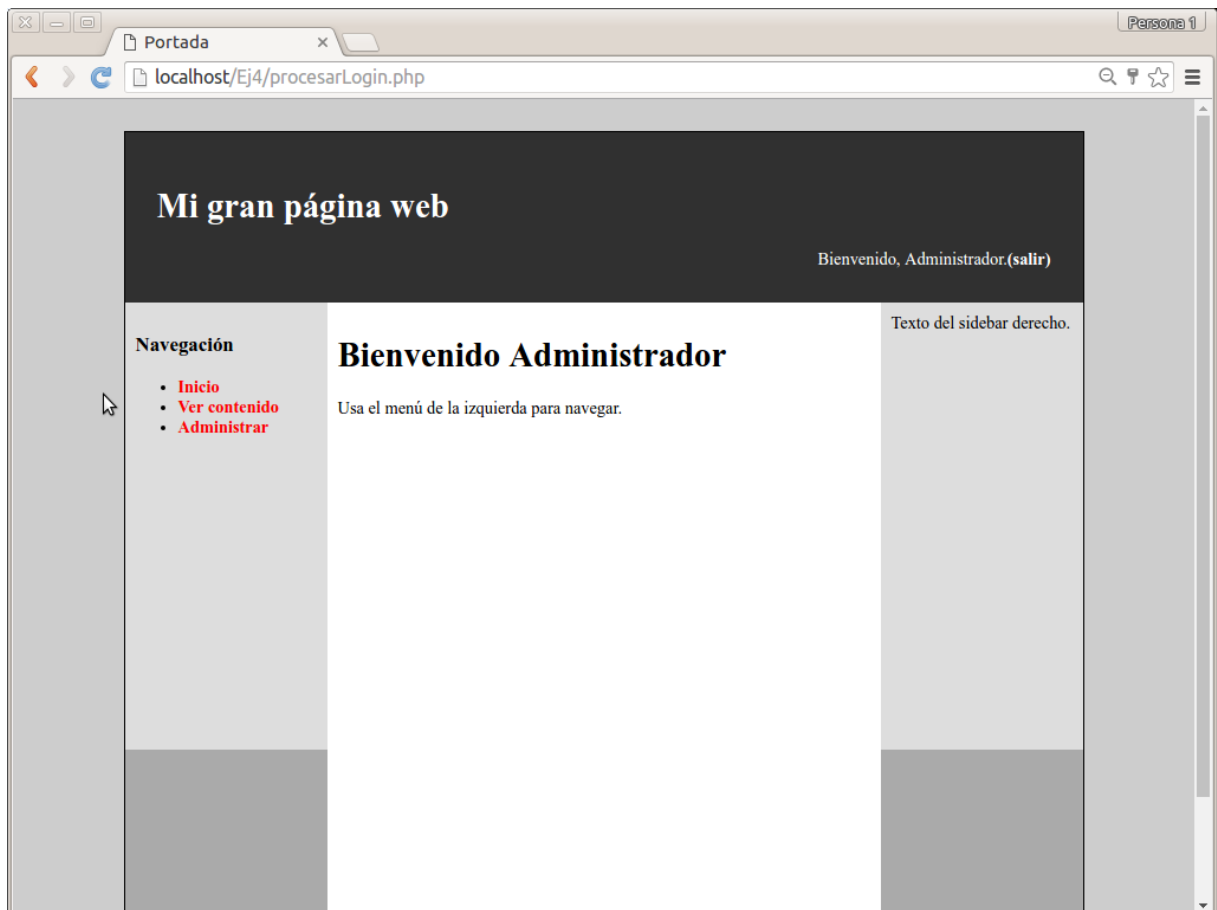 Persona 1
Portada
localhost/Ej4/procesarLogin.php
Mi gran página web
Bienvenido, Administrador.(salir)
Navegación
Inicio
Ver contenido
Administrar
Bienvenido Administrador
Usa el menú de la izquierda para navegar.
Texto del sidebar derecho.